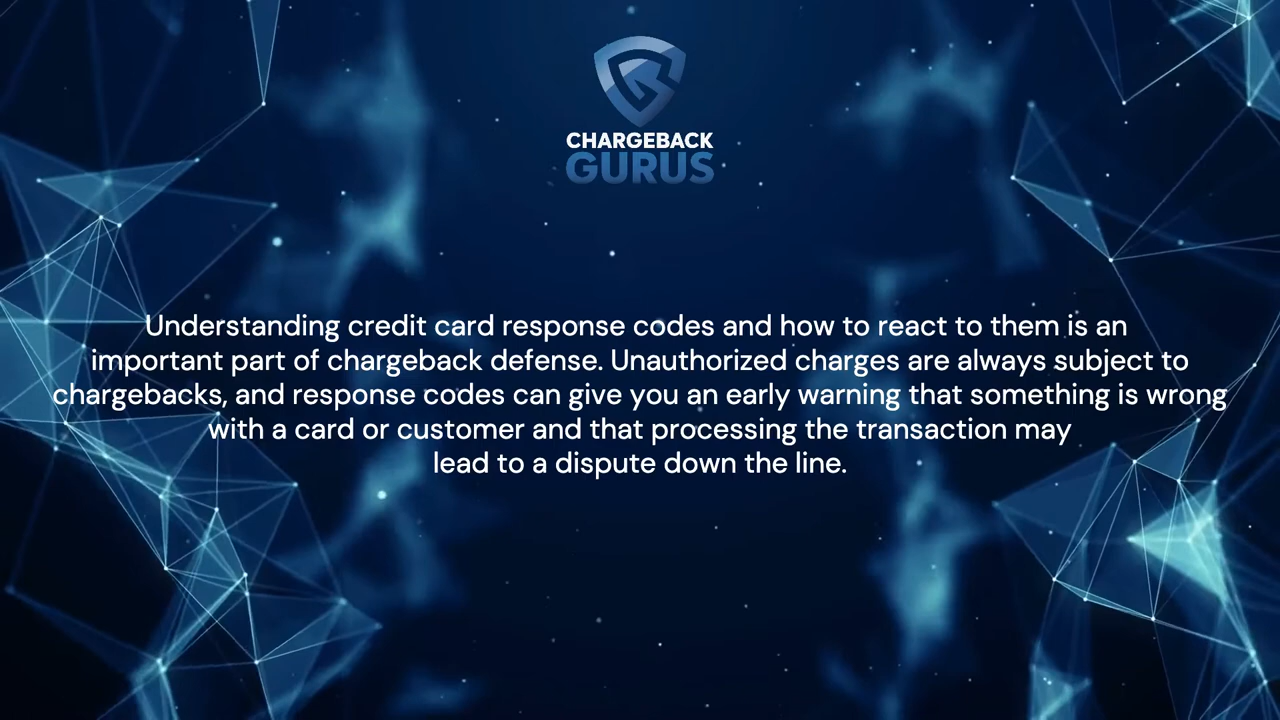 CHARGEBACK
GURUS
Understanding credit card response codes and how to react to them is an
important part of chargeback defense. Unauthorized charges are always subject to
chargebacks, and response codes can give you an early warning that something is wrong
with a card or customer and that processing the transaction may
lead to a dispute down the line.